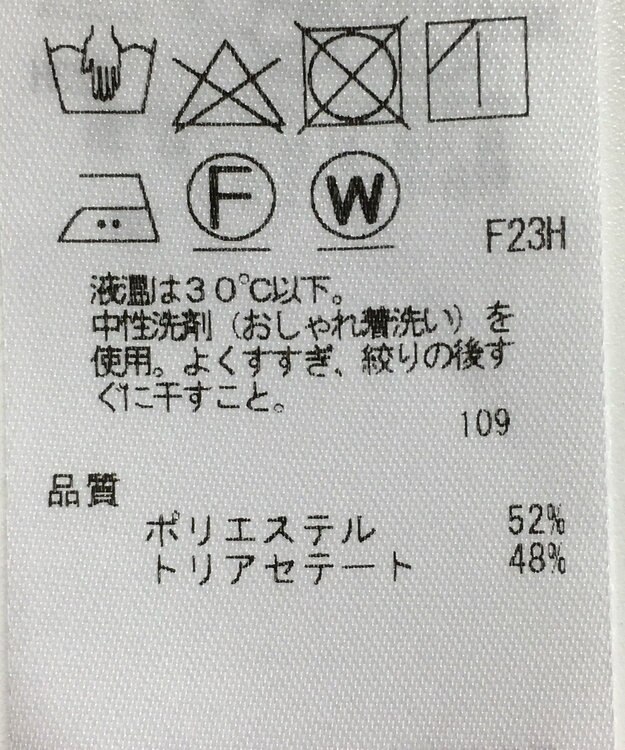 F
W
F23H
液温は30℃以下。
中性洗剤（おしゃれ着洗い）を
使用。よくすすぎ、絞りの後す
ぐに干すこと。
109
品質
ポリエステル 52%
トリアセテート 48%